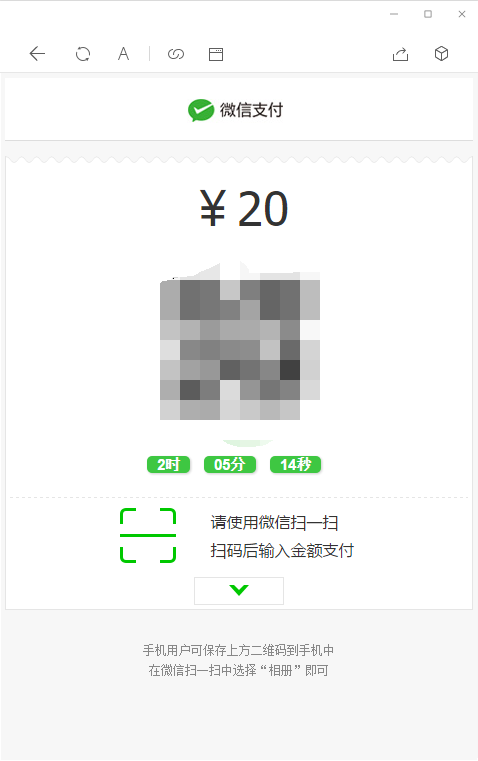 微信支付
¥ 20
2时 05分 14秒
请使用微信扫一扫
扫码后输入金额支付
手机用户可保存上方二维码到手机中
在微信扫一扫中选择“相册”即可